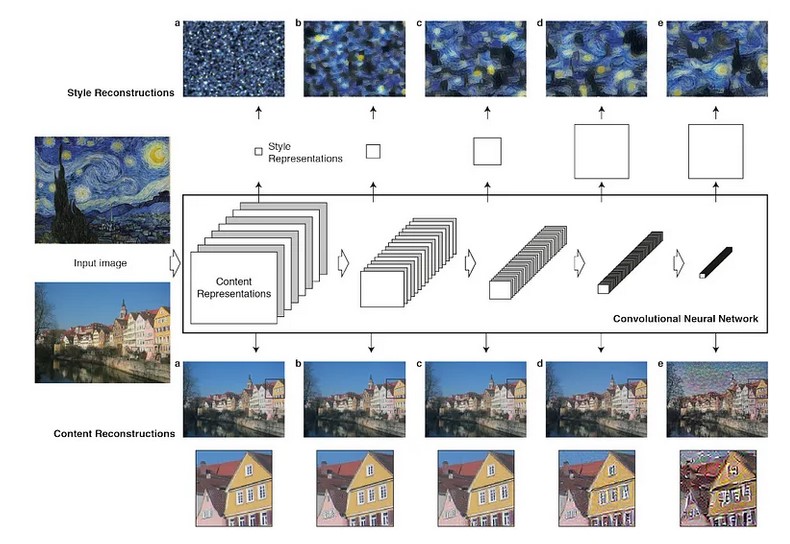 a b c d e
Style Reconstructions
Style
Representations
Input image
Content
Representations
Convolutional Neural Network
a b c d e
Content Reconstructions